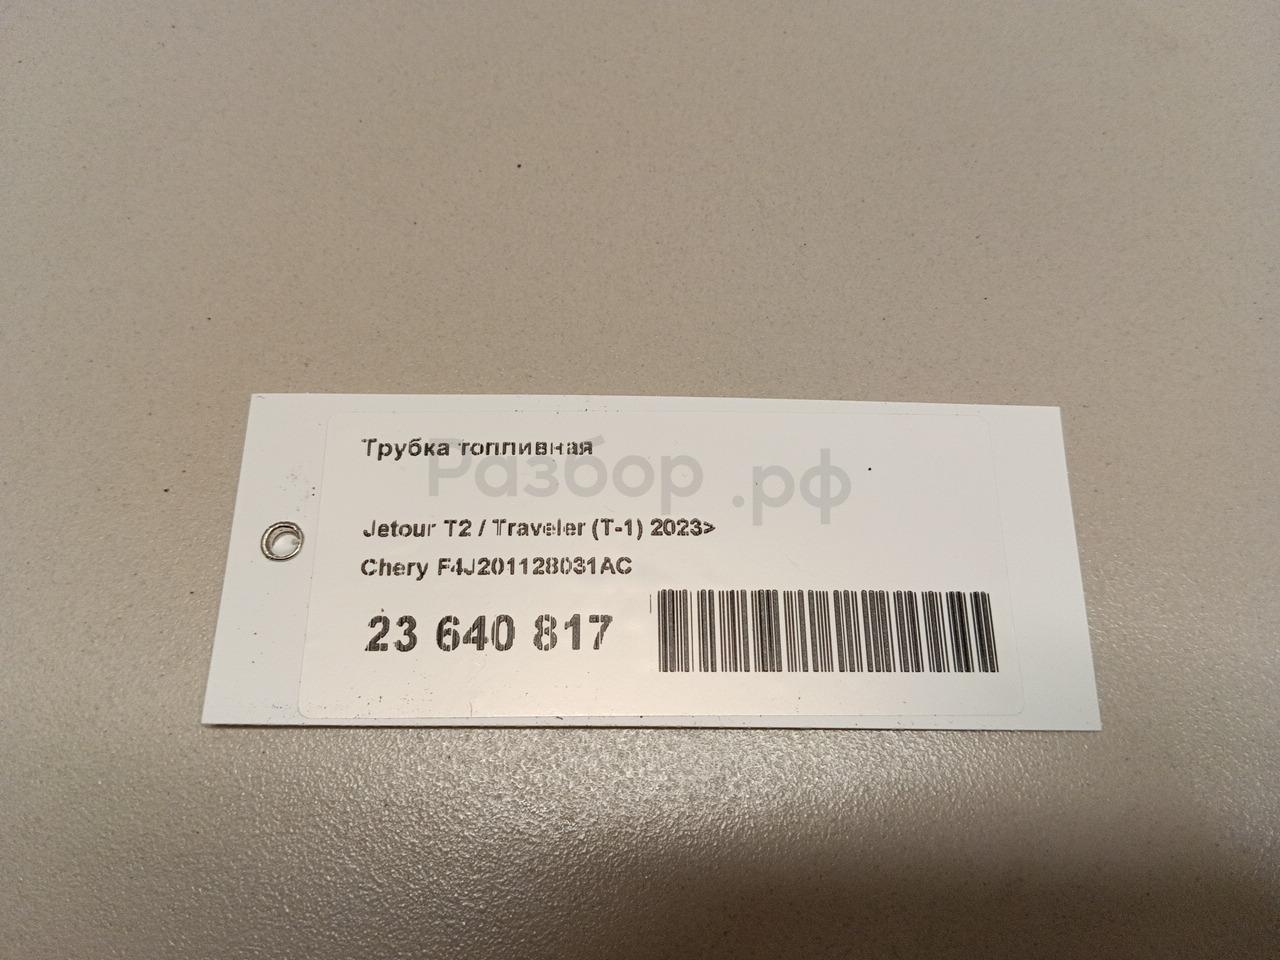 Трубка топливная
Разбор.рф
Jetour T2 / Traveler (T-1) 2023>
Chery F4J201128031AC
23 640 817